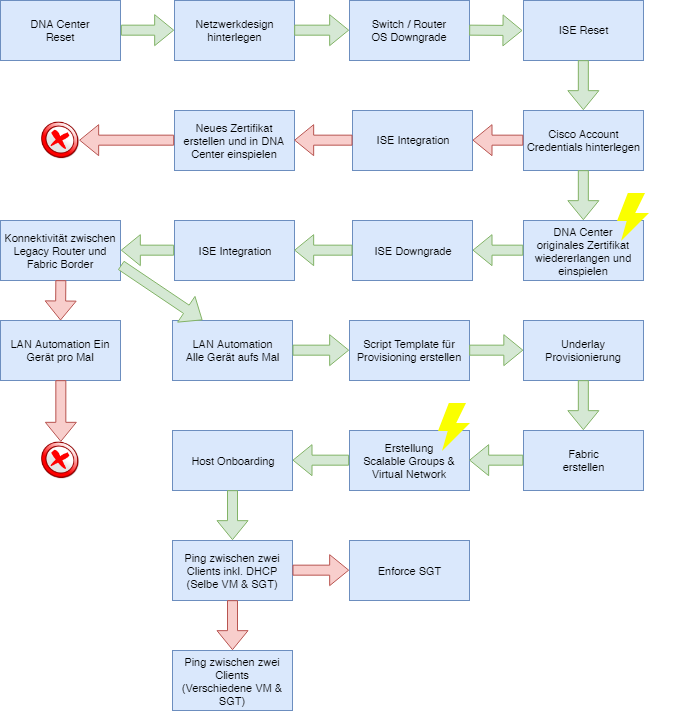 DNA Center
Reset
Netzwerkdesign
hinterlegen
Switch / Router
OS Downgrade
ISE Reset
Neues Zertifikat
erstellen und in DNA
Center einspielen
ISE Integration
Cisco Account
Credentials hinterlegen
Konnektivität zwischen
Legacy Router und
Fabric Border
ISE Integration
ISE Downgrade
DNA Center
originales Zertifikat
wiedererlangen und
einspielen
LAN Automation Ein
Gerät pro Mal
LAN Automation
Alle Gerät aufs Mal
Script Template für
Provisioning erstellen
Underlay
Provisionierung
Host Onboarding
Erstellung
Scalable Groups &
Virtual Network
Fabric
erstellen
Ping zwischen zwei
Clients inkl. DHCP
(Selbe VM & SGT)
Enforce SGT
Ping zwischen zwei
Clients
(Verschiedene VM &
SGT)